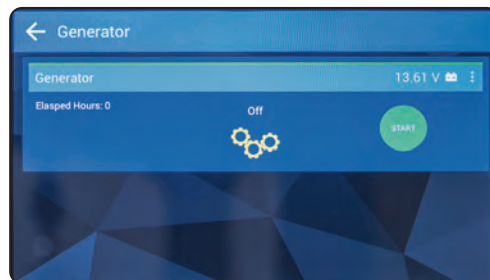 Generator
Generator 13.61 V
Elasped Hours: 0
Off
START